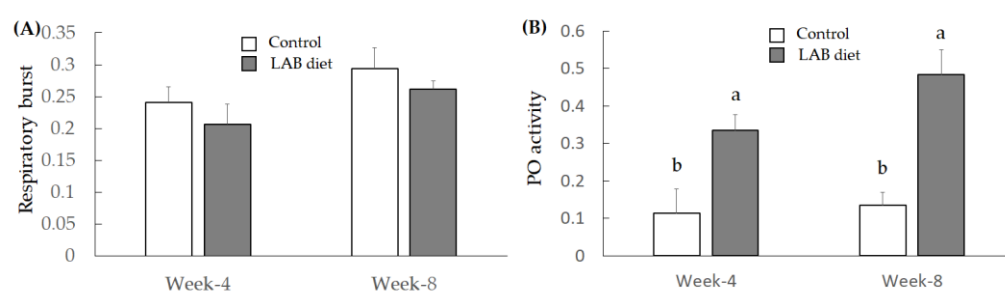 (A)
Respiratory burst
0.35
0.3
0.25
0.2
0.15
0.1
0.05
0
Control
LAB diet
Week-4
Week-8
(B)
PO activity
0.6
0.5
0.4
0.3
0.2
0.1
0
Control
LAB diet
b
a
b
a
Week-4
Week-8